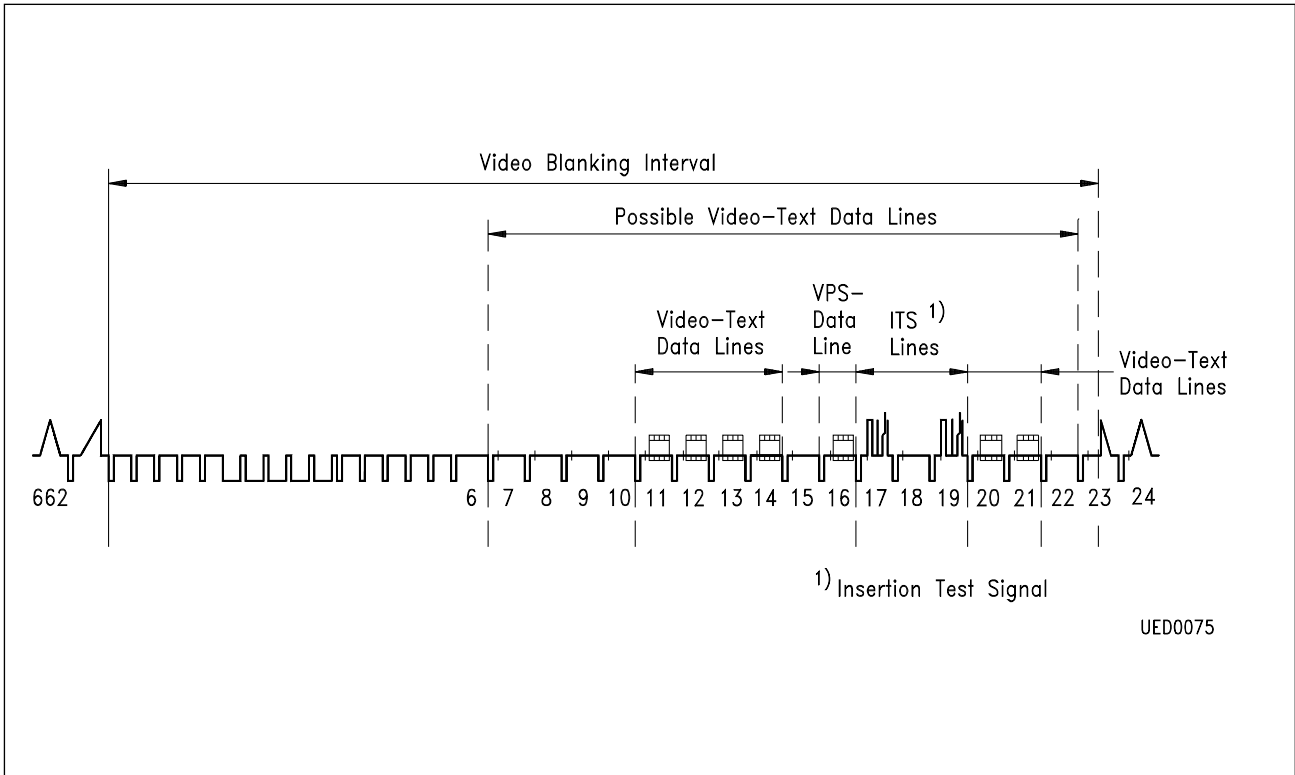 Video Blanking Interval
Possible Video-Text Data Lines
Video-Text
Data Lines
VPS-
Data
Line
ITS 1)
Lines
Video-Text
Data Lines
662 6 7 8 9 10 11 12 13 14 15 16 17 18 19 20 21 22 23 24
1) Insertion Test Signal
UED0075